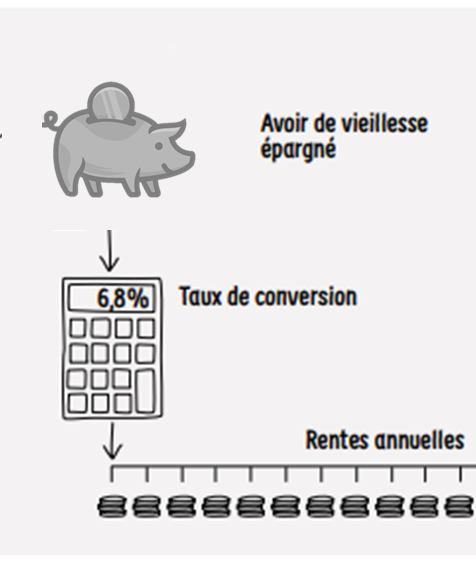 Avoir de vieillesse
épargné
6,8%
Taux de conversion
Rentes annuelles